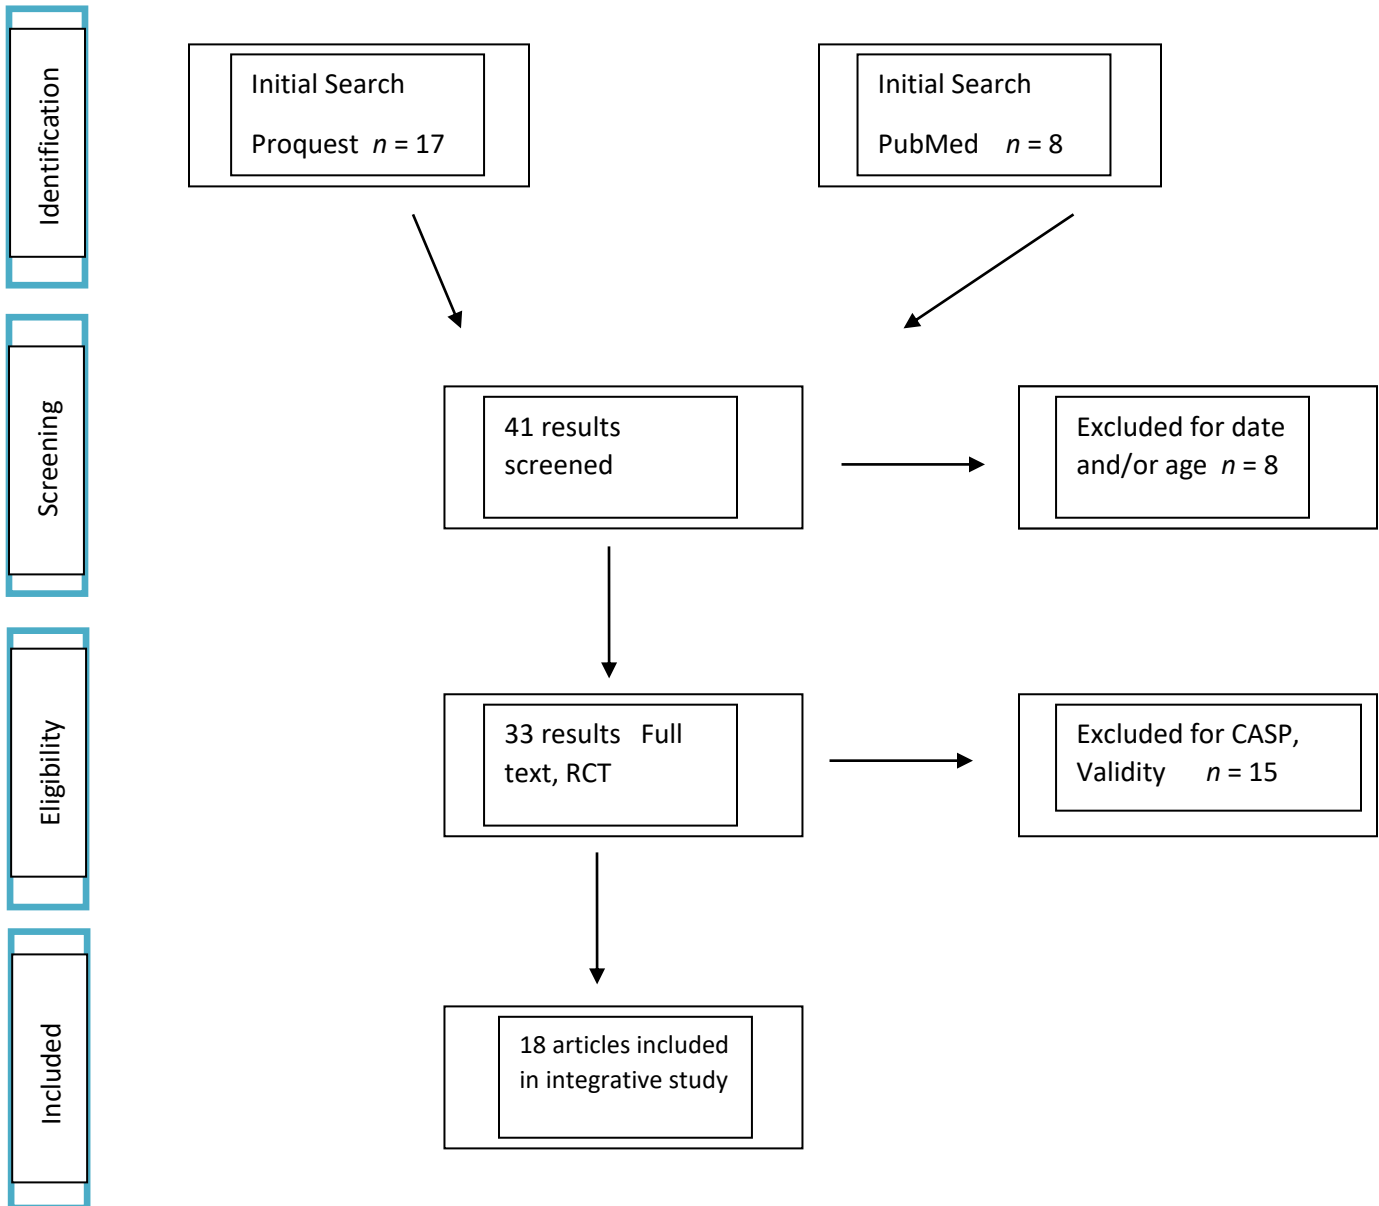 Identification
Initial Search
Proquest n = 17
Initial Search
PubMed n = 8
Screening
41 results
screened
Excluded for date
and/or age n = 8
Eligibility
33 results Full
text, RCT
Excluded for CASP,
Validity n = 15
Included
18 articles included
in integrative study